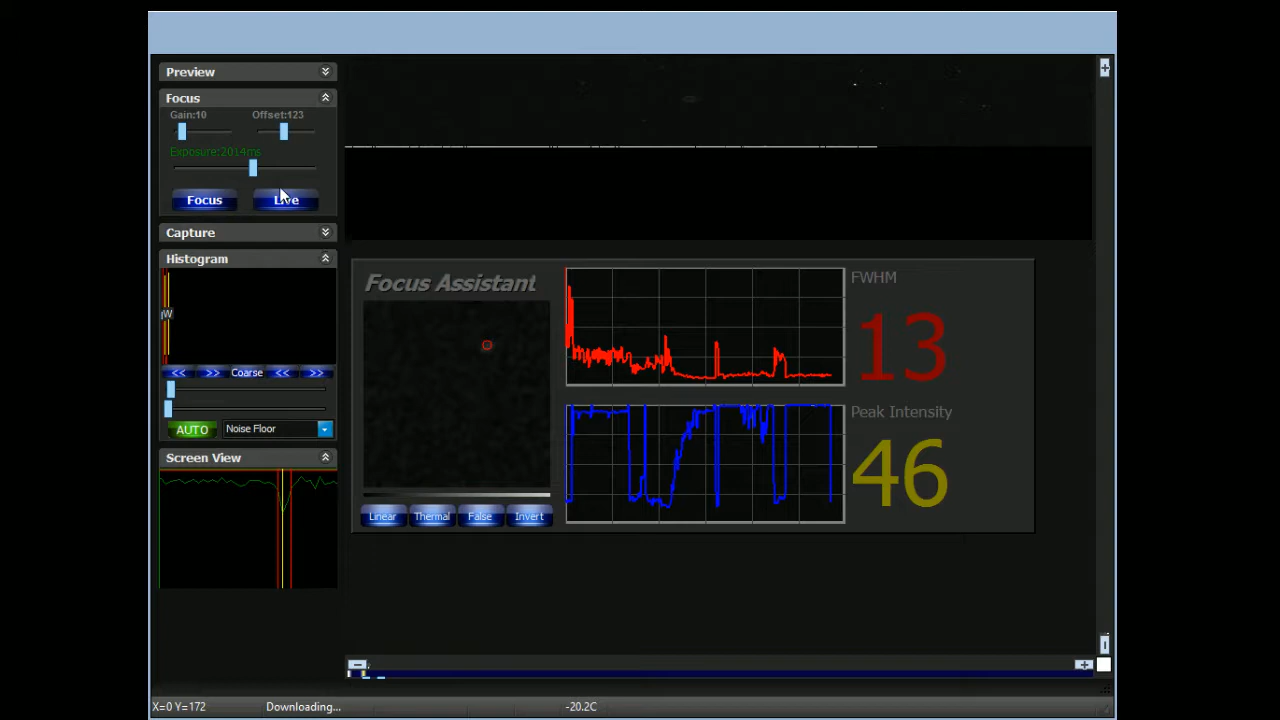 Preview
Focus
Gain:10 Offset:123
Exposure:2014ms
Focus Live
Capture
Histogram
<< >> Coarse << >>
AUTO Noise Floor
Screen View
Focus Assistant
Linear Thermal False Invert
FWHM
13
Peak Intensity
46
X=0 Y=172 Downloading... -20.2C